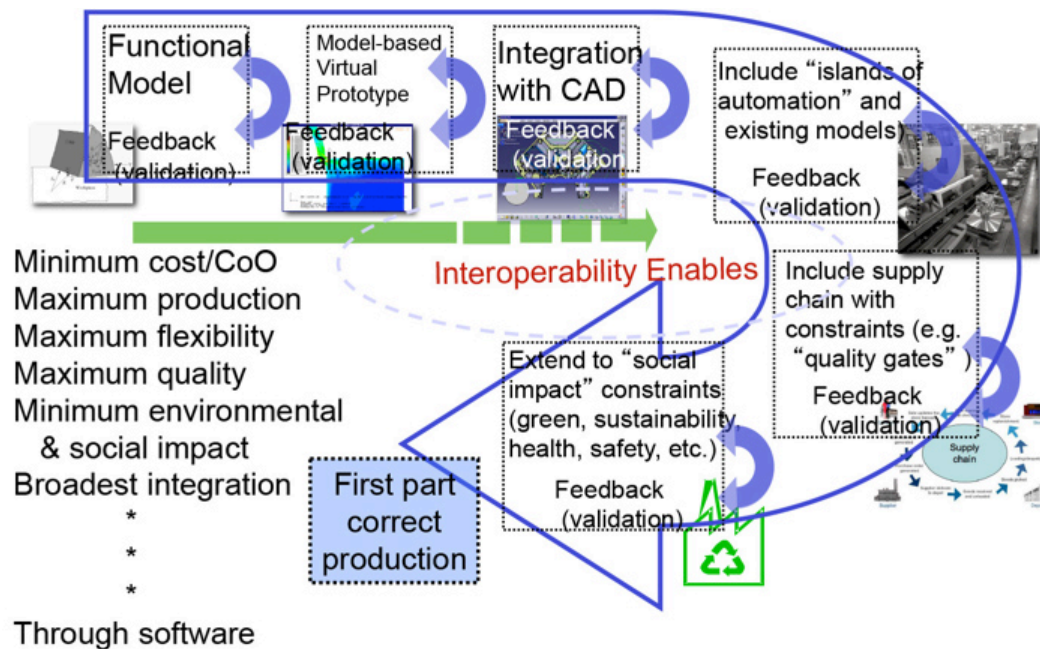 Functional
Model
Feedback
(validation)
Model-based
Virtual
Prototype
Feedback
(validation)
Integration
with CAD
Feedback
(validation
Include “islands of
automation” and
existing models)
Feedback
(validation)
Interoperability Enables
Include supply
chain with
constraints (e.g.
“quality gates” )
Feedback
(validation)
Supply
chain
Extend to “social
impact” constraints
(green, sustainability,
health, safety, etc.)
Feedback
(validation)
First part
correct
production
Minimum cost/CoO
Maximum production
Maximum flexibility
Maximum quality
Minimum environmental
& social impact
Broadest integration
*
*
*
Through software